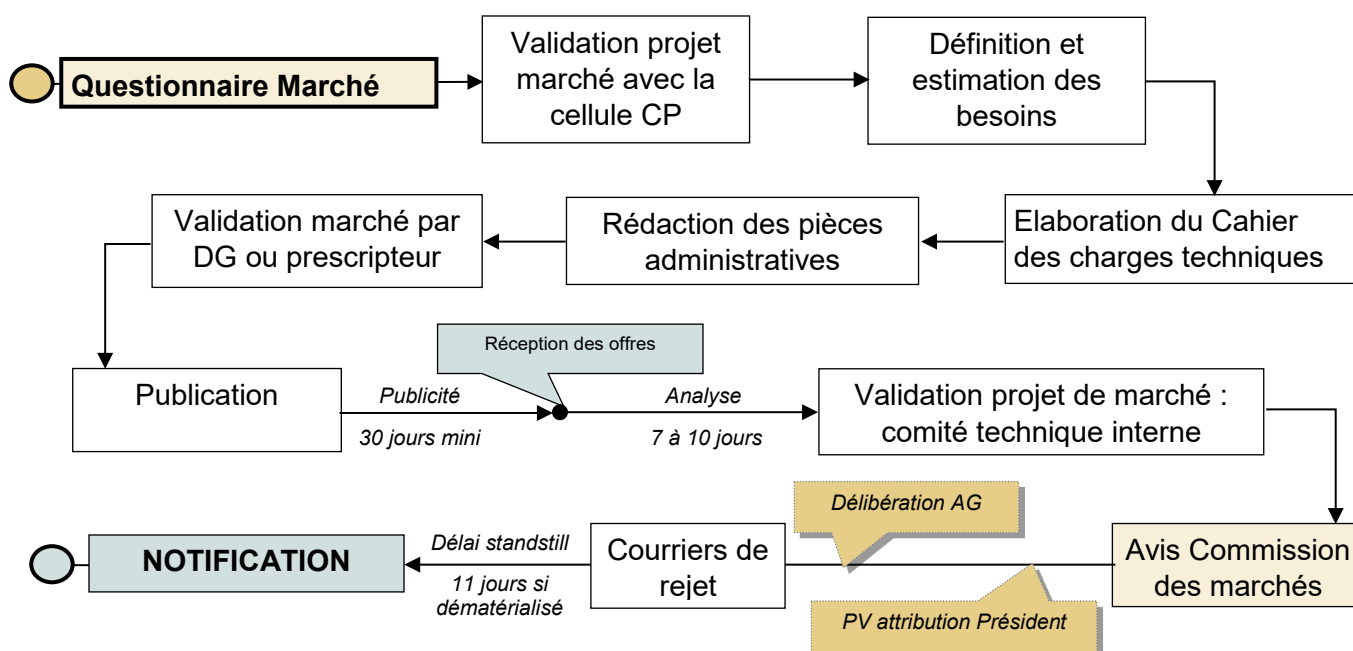 Questionnaire Marché
Validation projet
marché avec la
cellule CP
Définition et
estimation des
besoins
Elaboration du Cahier
des charges techniques
Rédaction des pièces
administratives
Validation marché par
DG ou prescripteur
Publication
Publicité
30 jours mini
Réception des offres
Analyse
7 à 10 jours
Validation projet de marché :
comité technique interne
Avis Commission
des marchés
PV attribution Président
Délibération AG
Courriers de
rejet
Délai standstill
11 jours si
dématérialisé
NOTIFICATION